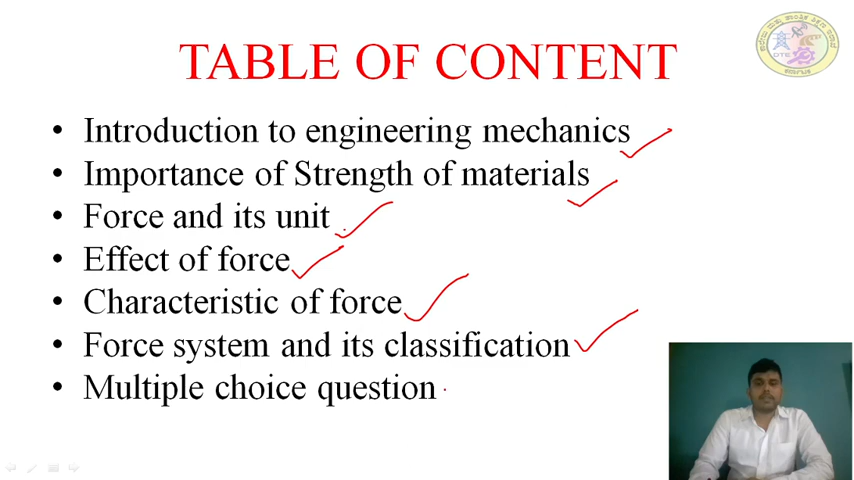 TABLE OF CONTENT
• Introduction to engineering mechanics
• Importance of Strength of materials
• Force and its unit
• Effect of force
• Characteristic of force
• Force system and its classification
• Multiple choice question
DTE